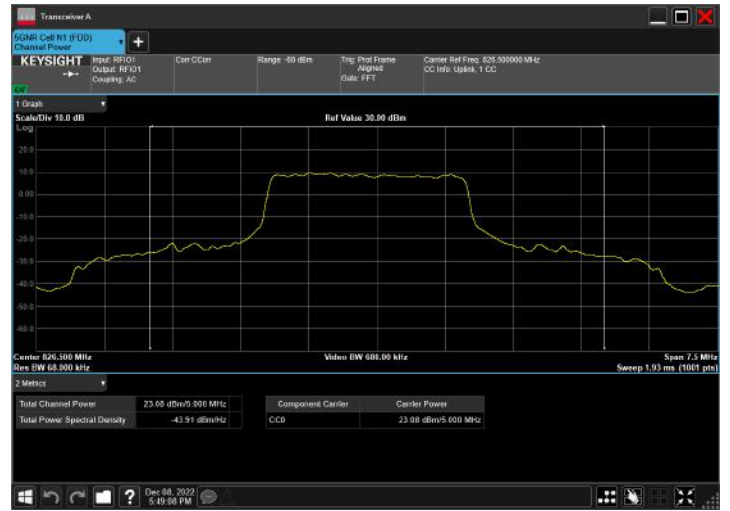 Transceiver A
5GNR Cell N1 (FDD)
Channel Power
KEYSIGHT
Input: RFIO1
Output: RFIO1
Coupling: AC
Corr CCorr
Range: -60 dBm
Trig: Prot Frame
Aligned
Gate: FFT
Carrier Ref Freq: 826.500000 MHz
CC Info: Uplink, 1 CC
1 Graph
Scale/Div 10.0 dB
Ref Value 30.00 dBm
Log
20.0
10.0
0.00
-10.0
-20.0
-30.0
-40.0
-50.0
-60.0
Center 826.500 MHz
Video BW 680.00 kHz
Span 7.5 MHz
Res BW 68.000 kHz
Sweep 1.93 ms (1001 pts)
2 Metrics
Total Channel Power 23.08 dBm/5.000 MHz
Total Power Spectral Density -43.91 dBm/Hz
Component Carrier Carrier Power
CC0 23.08 dBm/5.000 MHz
?
Dec 08, 2022
5:49:08 PM